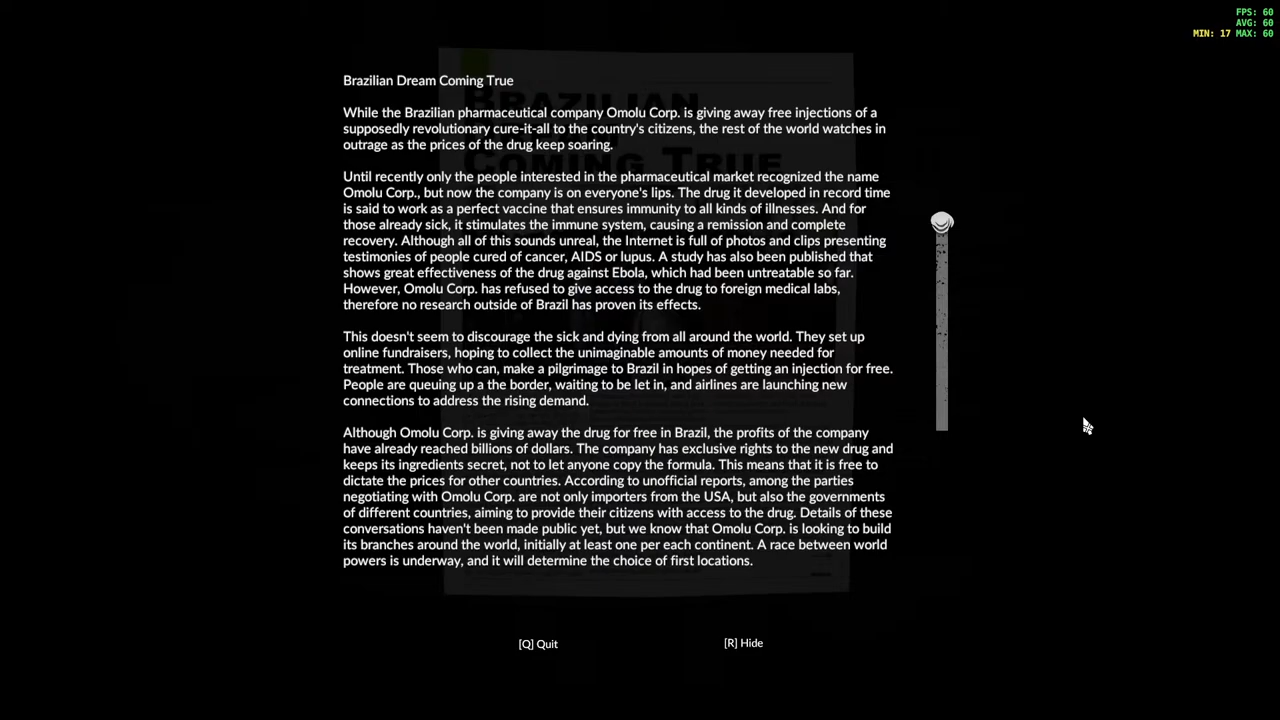 FPS: 60
AVG: 60
MIN: 17 MAX: 60
Brazilian Dream Coming True
While the Brazilian pharmaceutical company Omolu Corp. is giving away free injections of a
supposedly revolutionary cure-it-all to the country's citizens, the rest of the world watches in
outrage as the prices of the drug keep soaring.
Until recently only the people interested in the pharmaceutical market recognized the name
Omolu Corp., but now the company is on everyone's lips. The drug it developed in record time
is said to work as a perfect vaccine that ensures immunity to all kinds of illnesses. And for
those already sick, it stimulates the immune system, causing a remission and complete
recovery. Although all of this sounds unreal, the Internet is full of photos and clips presenting
testimonies of people cured of cancer, AIDS or lupus. A study has also been published that
shows great effectiveness of the drug against Ebola, which had been untreatable so far.
However, Omolu Corp. has refused to give access to the drug to foreign medical labs,
therefore no research outside of Brazil has proven its effects.
This doesn't seem to discourage the sick and dying from all around the world. They set up
online fundraisers, hoping to collect the unimaginable amounts of money needed for
treatment. Those who can, make a pilgrimage to Brazil in hopes of getting an injection for free.
People are queuing up a the border, waiting to be let in, and airlines are launching new
connections to address the rising demand.
Although Omolu Corp. is giving away the drug for free in Brazil, the profits of the company
have already reached billions of dollars. The company has exclusive rights to the new drug and
keeps its ingredients secret, not to let anyone copy the formula. This means that it is free to
dictate the prices for other countries. According to unofficial reports, among the parties
negotiating with Omolu Corp. are not only importers from the USA, but also the governments
of different countries, aiming to provide their citizens with access to the drug. Details of these
conversations haven't been made public yet, but we know that Omolu Corp. is looking to build
its branches around the world, initially at least one per each continent. A race between world
powers is underway, and it will determine the choice of first locations.
[Q] Quit
[R] Hide
BRAZILIAN
DREAM
COMING TRUE